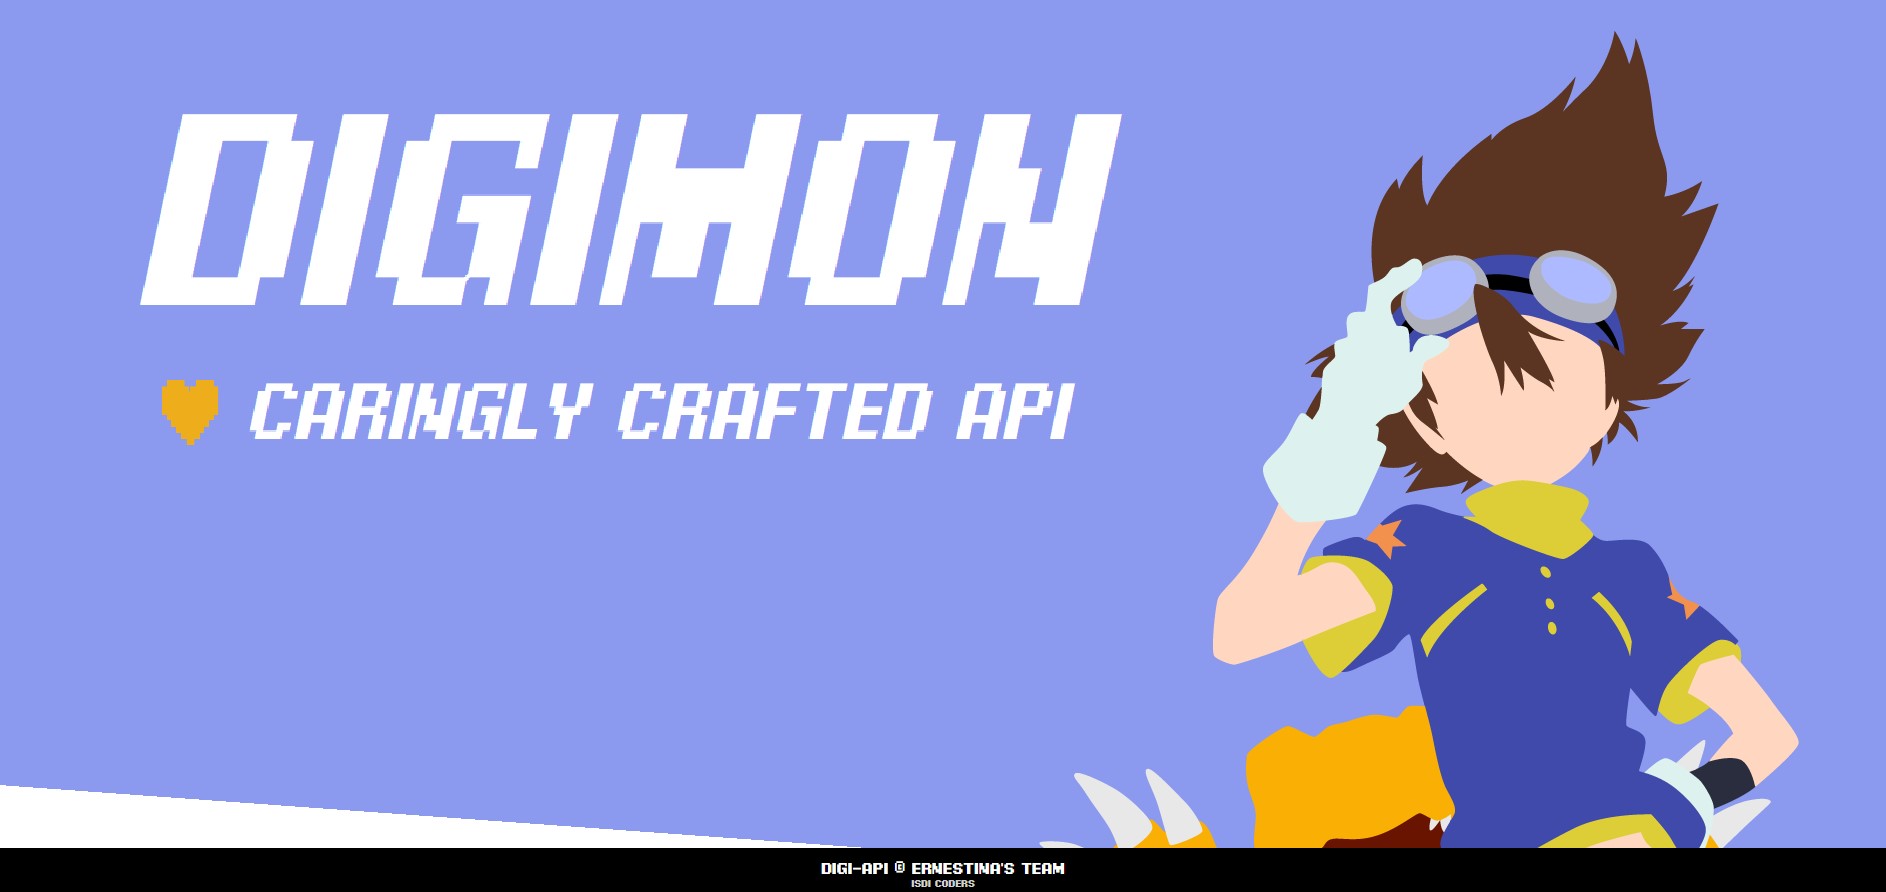 DIGIMON
CARINGLY CRAFTED API
DIGI-API © ERNESTINA'S TEAM
ISDI CODERS